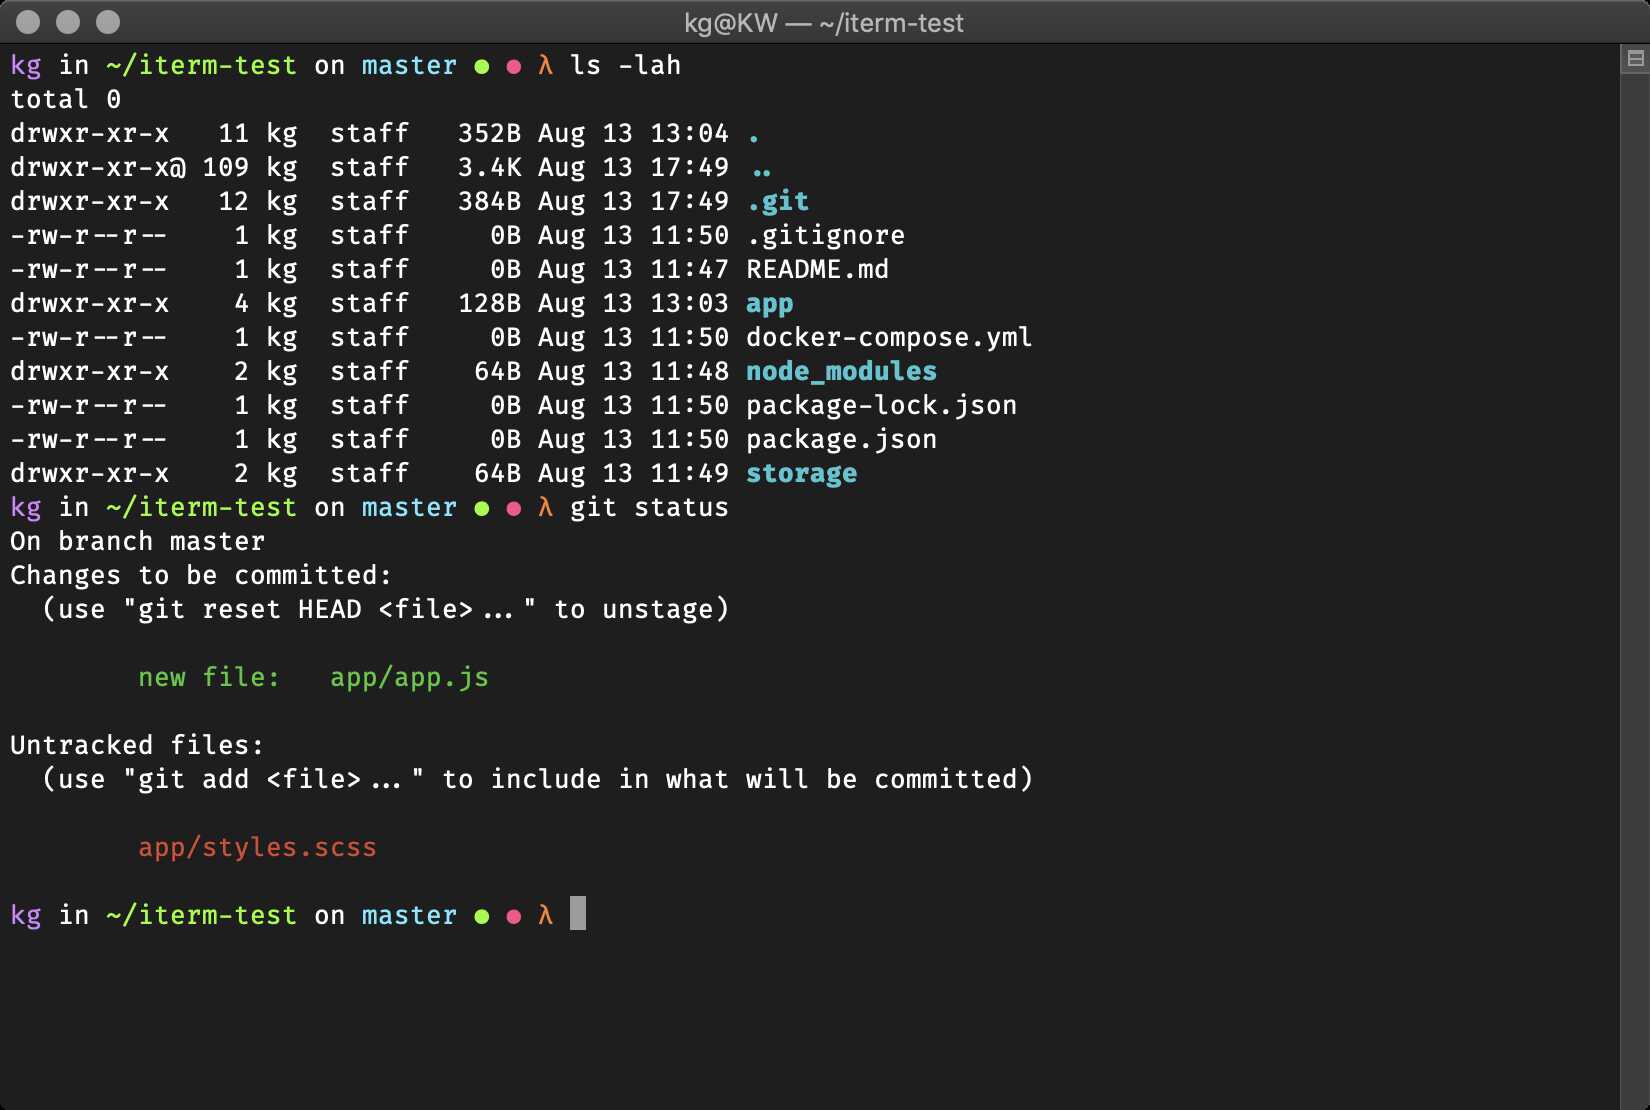 kg@KW — ~/iterm-test
kg in ~/iterm-test on master ● ● λ ls -lah
total 0
drwxr-xr-x   11 kg  staff   352B Aug 13 13:04 .
drwxr-xr-x@ 109 kg  staff   3.4K Aug 13 17:49 ..
drwxr-xr-x   12 kg  staff   384B Aug 13 17:49 .git
-rw-r--r--    1 kg  staff     0B Aug 13 11:50 .gitignore
-rw-r--r--    1 kg  staff     0B Aug 13 11:47 README.md
drwxr-xr-x    4 kg  staff   128B Aug 13 13:03 app
-rw-r--r--    1 kg  staff     0B Aug 13 11:50 docker-compose.yml
drwxr-xr-x    2 kg  staff    64B Aug 13 11:48 node_modules
-rw-r--r--    1 kg  staff     0B Aug 13 11:50 package-lock.json
-rw-r--r--    1 kg  staff     0B Aug 13 11:50 package.json
drwxr-xr-x    2 kg  staff    64B Aug 13 11:49 storage
kg in ~/iterm-test on master ● ● λ git status
On branch master
Changes to be committed:
  (use "git reset HEAD <file>..." to unstage)

        new file:   app/app.js

Untracked files:
  (use "git add <file>..." to include in what will be committed)

        app/styles.scss

kg in ~/iterm-test on master ● ● λ